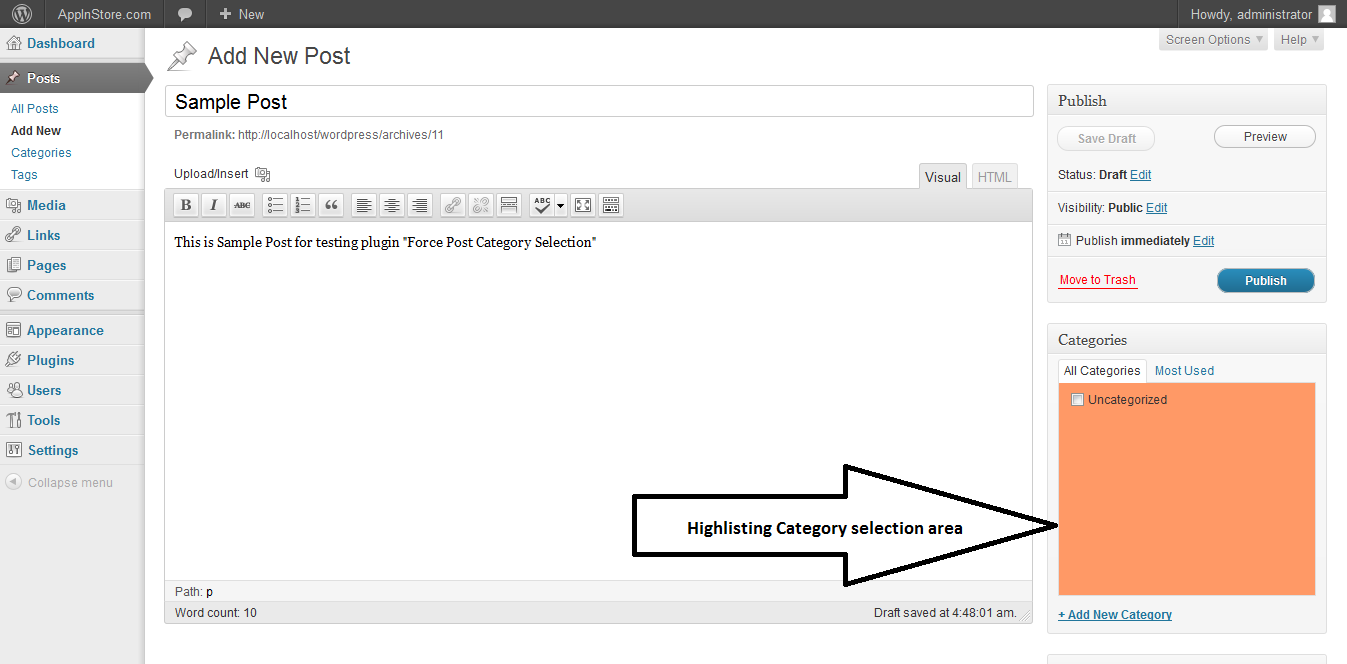 AppInStore.com + New Howdy, administrator
Screen Options Help
Dashboard
Posts
All Posts
Add New
Categories
Tags
Media
Links
Pages
Comments
Appearance
Plugins
Users
Tools
Settings
Collapse menu
Add New Post
Sample Post
Permalink: http://localhost/wordpress/archives/11
Upload/Insert
Visual HTML
B I ABC ABC
This is Sample Post for testing plugin "Force Post Category Selection"
Path: p
Word count: 10 Draft saved at 4:48:01 am.
Publish
Save Draft Preview
Status: Draft Edit
Visibility: Public Edit
Publish immediately Edit
Move to Trash Publish
Categories
All Categories Most Used
Uncategorized
Highlisting Category selection area
+ Add New Category